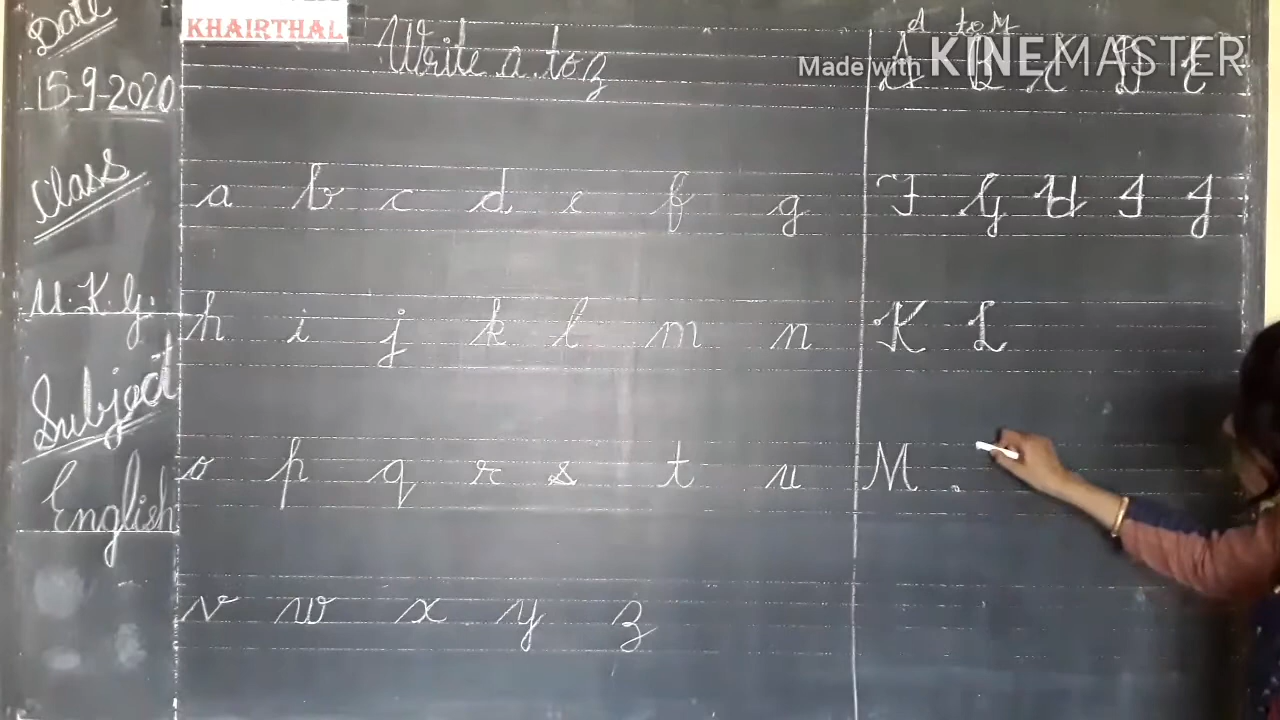 Date
15-9-2020
Class
U.K.G.
Subject
English
KHAIRTHAL
Write a to z
a b c d e f g
h i j k l m n
o p q r s t u
v w x y z
A to M
Made with KINEMASTER
A B X D E
F G H I J
K L
M .